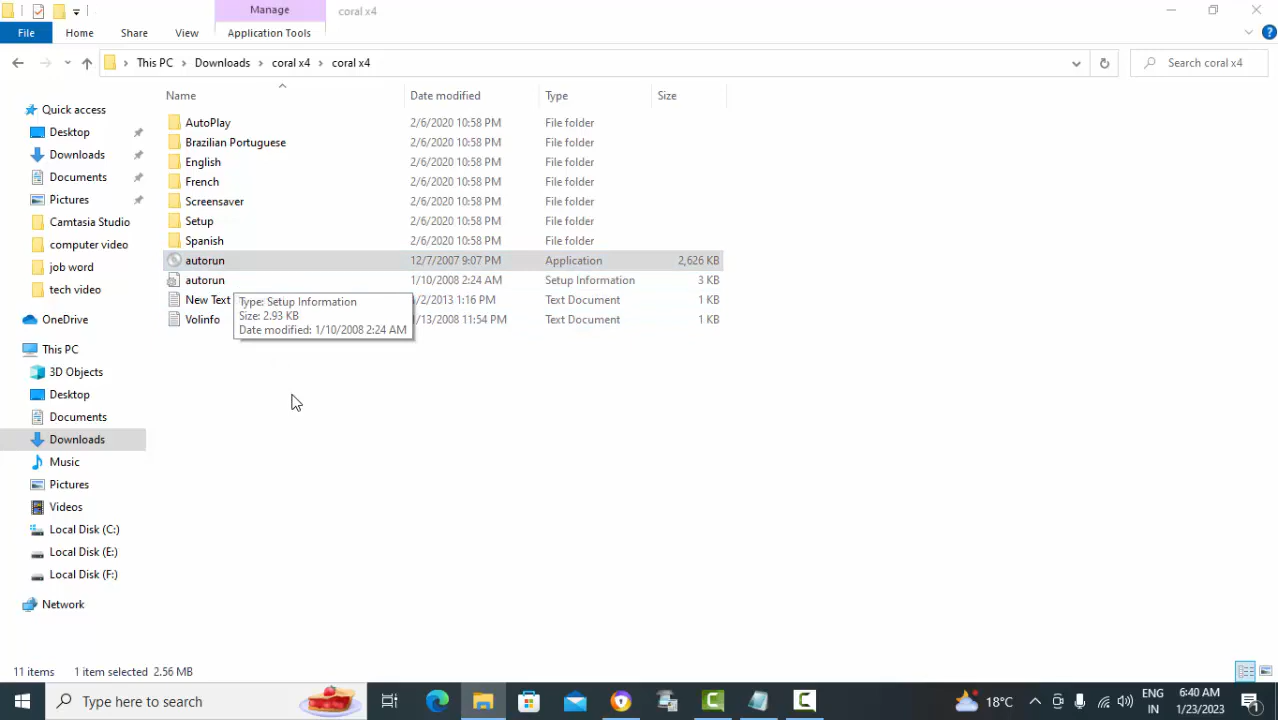 Manage
coral x4
File
Home
Share
View
Application Tools
This PC
Downloads
coral x4
coral x4
Search coral x4
Name
Date modified
Type
Size
Quick access
Desktop
Downloads
Documents
Pictures
Camtasia Studio
computer video
job word
tech video
OneDrive
This PC
3D Objects
Desktop
Documents
Downloads
Music
Pictures
Videos
Local Disk (C:)
Local Disk (E:)
Local Disk (F:)
Network
AutoPlay 2/6/2020 10:58 PM File folder
Brazilian Portuguese 2/6/2020 10:58 PM File folder
English 2/6/2020 10:58 PM File folder
French 2/6/2020 10:58 PM File folder
Screensaver 2/6/2020 10:58 PM File folder
Setup 2/6/2020 10:58 PM File folder
Spanish 2/6/2020 10:58 PM File folder
autorun 12/7/2007 9:07 PM Application 2,626 KB
autorun 1/10/2008 2:24 AM Setup Information 3 KB
New Text /2/2013 1:16 PM Text Document 1 KB
Volinfo /13/2008 11:54 PM Text Document 1 KB
Type: Setup Information
Size: 2.93 KB
Date modified: 1/10/2008 2:24 AM
11 items
1 item selected 2.56 MB
Type here to search
18°C
ENG
IN
6:40 AM
1/23/2023
1